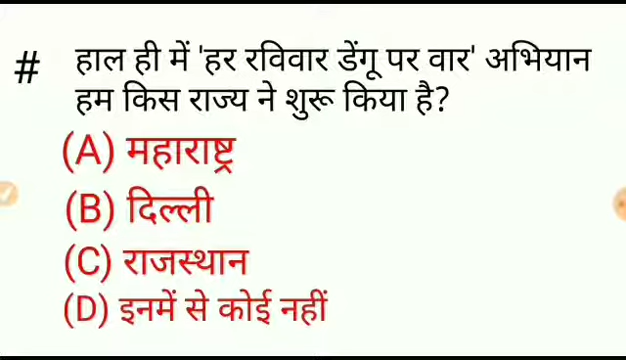 # हाल ही में 'हर रविवार डेंगू पर वार' अभियान
हम किस राज्य ने शुरू किया है?
(A) महाराष्ट्र
(B) दिल्ली
(C) राजस्थान
(D) इनमें से कोई नहीं